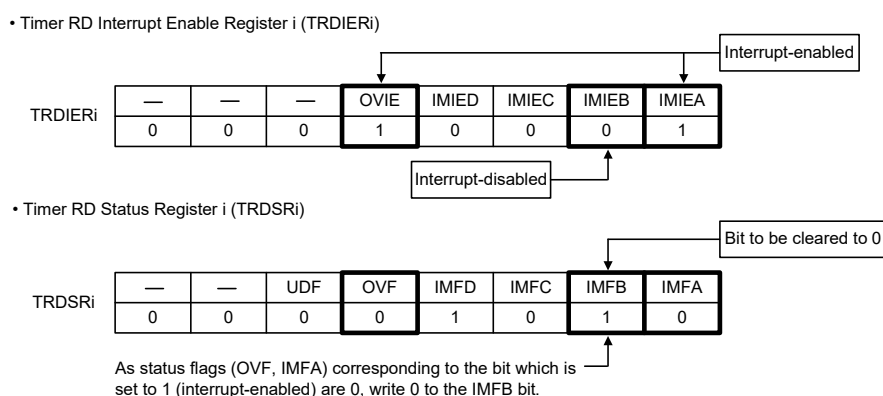 • Timer RD Interrupt Enable Register i (TRDIERi)
Interrupt-enabled
— — — OVIE IMIED IMIEC IMIEB IMIEA
TRDIERi
0 0 0 1 0 0 0 1
Interrupt-disabled
• Timer RD Status Register i (TRDSRi)
Bit to be cleared to 0
— — UDF OVF IMFD IMFC IMFB IMFA
TRDSRi
0 0 0 0 1 0 1 0
As status flags (OVF, IMFA) corresponding to the bit which is
set to 1 (interrupt-enabled) are 0, write 0 to the IMFB bit.